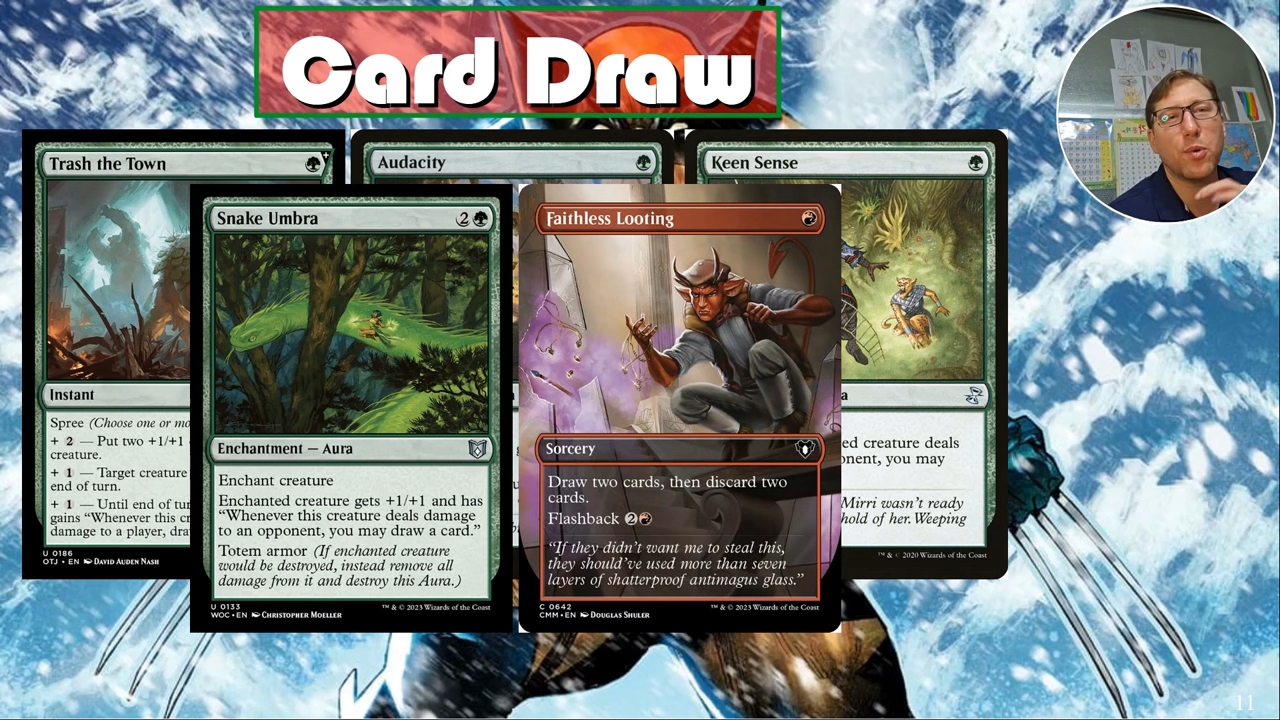 Card Draw
Trash the Town
Audacity
Keen Sense
Snake Umbra
2
Faithless Looting
Instant
Spree (Choose one or mo
+ 2 — Put two +1/+1
creature.
+ 1 — Target creature
end of turn.
+ 1 — Until end of tur
gains “Whenever this cr
damage to a player, dra
U 0186
OTJ • EN David Auden Nash
Enchantment — Aura
Enchant creature
Enchanted creature gets +1/+1 and has
“Whenever this creature deals damage
to an opponent, you may draw a card.”
Totem armor (If enchanted creature
would be destroyed, instead remove all
damage from it and destroy this Aura.)
U 0133
WOC • EN Christopher Moeller
™ & © 2023 Wizards of the Coast
Sorcery
Draw two cards, then discard two
cards.
Flashback 2
“If they didn’t want me to steal this,
they should’ve used more than seven
layers of shatterproof antimagus glass.”
C 0642
CMM • EN Douglas Shuler
™ & © 2023 Wizards of the Coast
a
ed creature deals
onent, you may
Mirri wasn’t ready
hold of her. Weeping
™ & © 2020 Wizards of the Coast
11